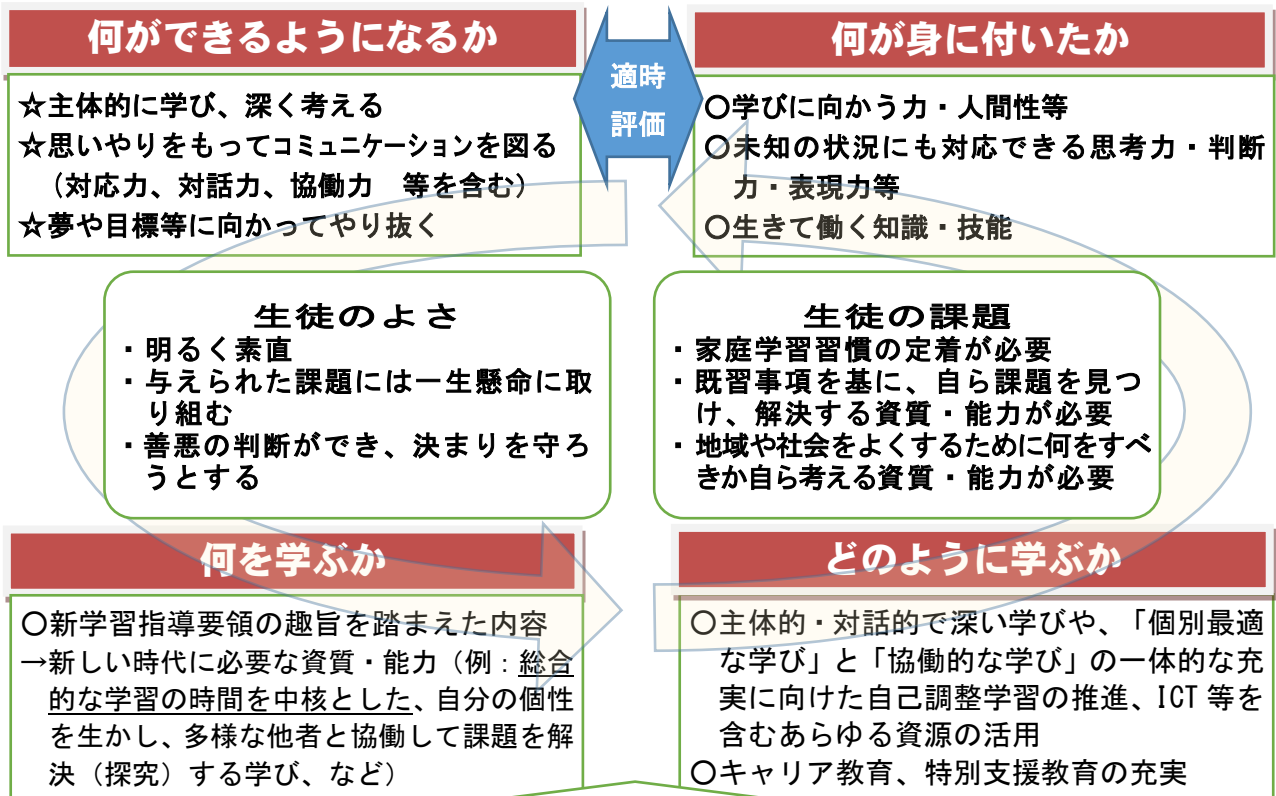 何ができるようになるか
☆主体的に学び、深く考える
☆思いやりをもってコミュニケーションを図る
（対応力、対話力、協働力　等を含む）
☆夢や目標等に向かってやり抜く
適時
評価
何が身に付いたか
〇学びに向かう力・人間性等
〇未知の状況にも対応できる思考力・判断
力・表現力等
〇生きて働く知識・技能
生徒のよさ
・明るく素直
・与えられた課題には一生懸命に取
り組む
・善悪の判断ができ、決まりを守ろ
うとする
生徒の課題
・家庭学習習慣の定着が必要
・既習事項を基に、自ら課題を見つ
け、解決する資質・能力が必要
・地域や社会をよくするために何をすべ
きか自ら考える資質・能力が必要
何を学ぶか
〇新学習指導要領の趣旨を踏まえた内容
→新しい時代に必要な資質・能力（例：総合
的な学習の時間を中核とした、自分の個性
を生かし、多様な他者と協働して課題を解
決（探究）する学び、など）
どのように学ぶか
〇主体的・対話的で深い学びや、「個別最適
な学び」と「協働的な学び」の一体的な充
実に向けた自己調整学習の推進、ICT 等を
含むあらゆる資源の活用
〇キャリア教育、特別支援教育の充実